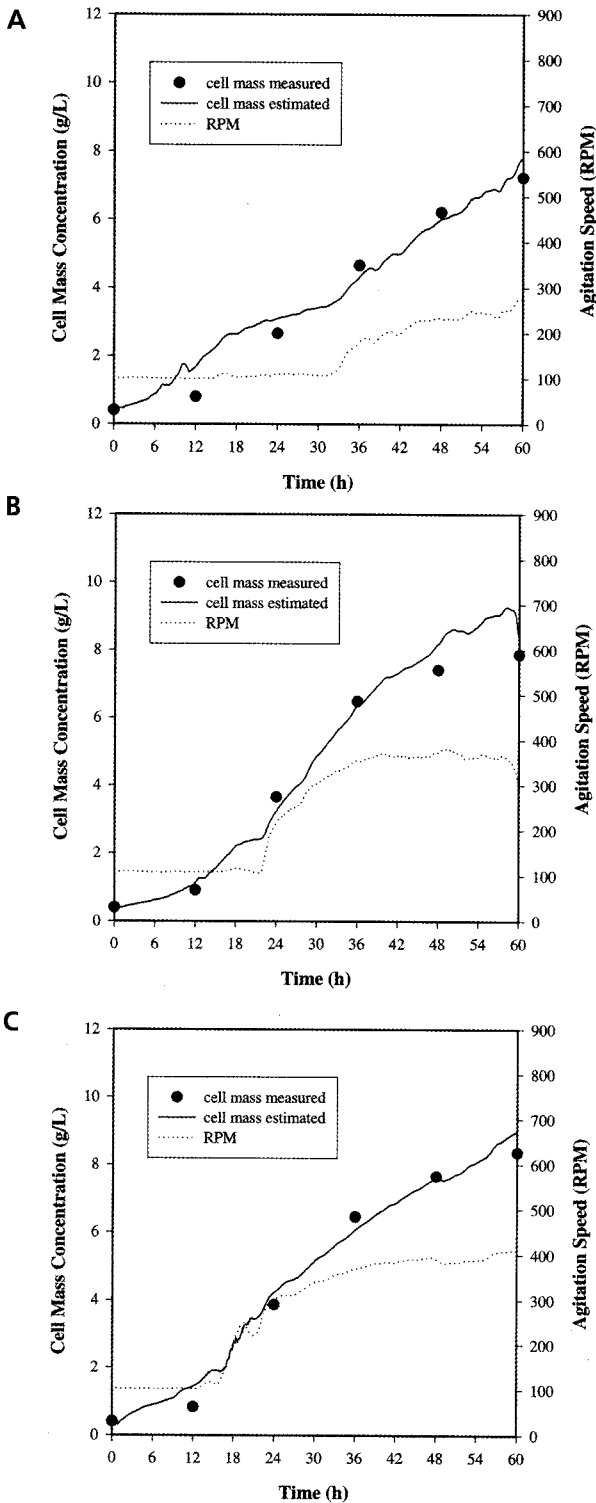 A
Cell Mass Concentration (g/L)
12
10
8
6
4
2
0
cell mass measured
cell mass estimated
RPM
900
800
700
600
500
400
300
200
100
0
Agitation Speed (RPM)
0 6 12 18 24 30 36 42 48 54 60
Time (h)
B
Cell Mass Concentration (g/L)
12
10
8
6
4
2
0
cell mass measured
cell mass estimated
RPM
900
800
700
600
500
400
300
200
100
0
Agitation Speed (RPM)
0 6 12 18 24 30 36 42 48 54 60
Time (h)
C
Cell Mass Concentration (g/L)
12
10
8
6
4
2
0
cell mass measured
cell mass estimated
RPM
900
800
700
600
500
400
300
200
100
0
Agitation Speed (RPM)
0 6 12 18 24 30 36 42 48 54 60
Time (h)